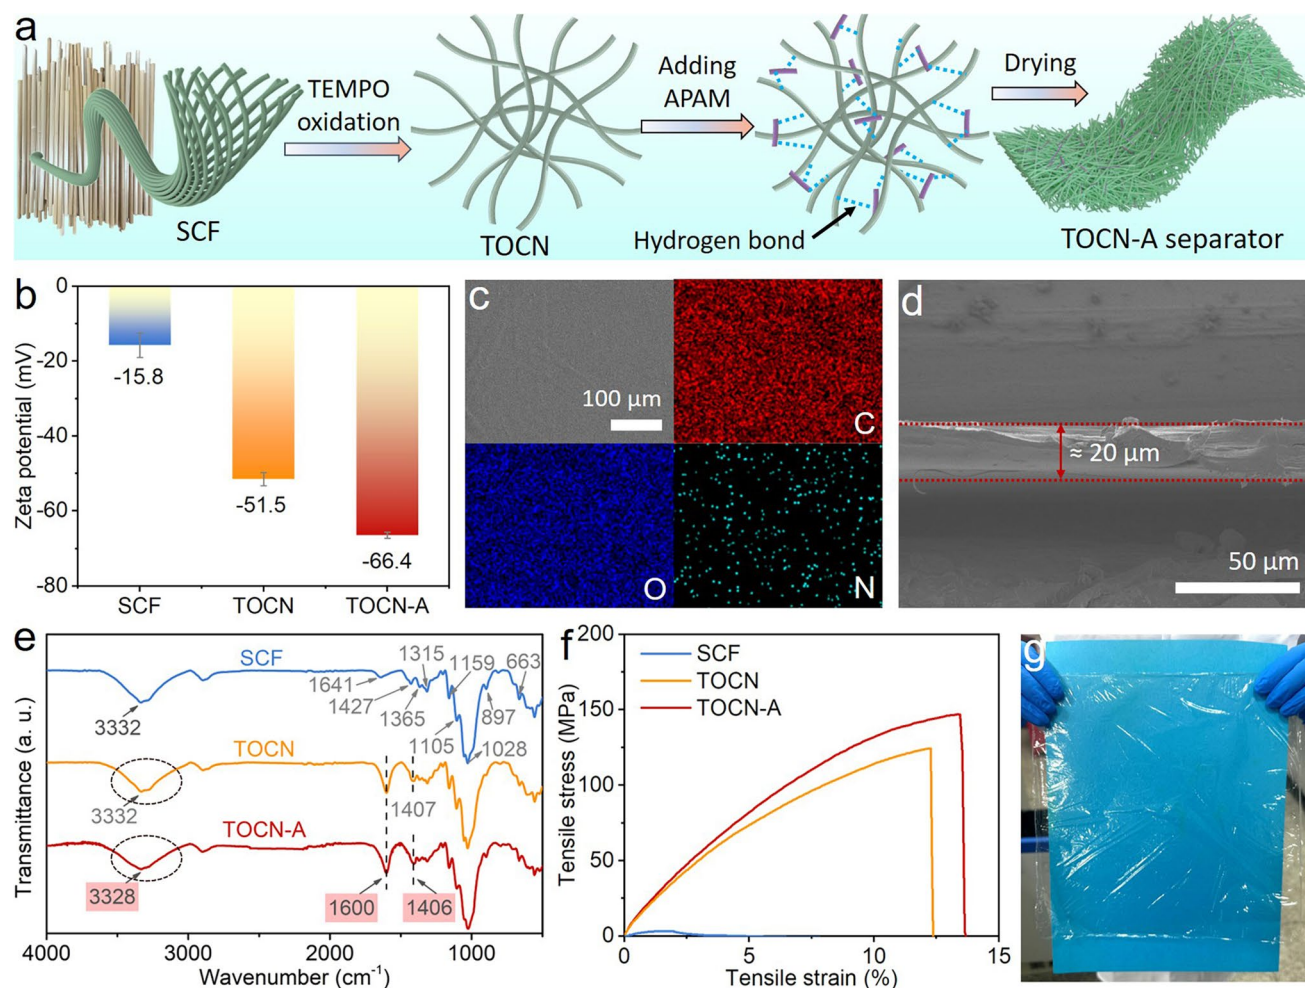 a
TEMPO
oxidation
Adding
APAM
Drying
SCF
TOCN
Hydrogen bond
TOCN-A separator
b
Zeta potential (mV)
0
-20
-40
-60
-80
-15.8
-51.5
-66.4
SCF
TOCN
TOCN-A
c
100 μm
C
O
N
d
≈ 20 μm
50 μm
e
Transmittance (a. u.)
SCF
3332
1641
1427
1365
1315
1159
1105
663
897
1028
TOCN
3332
1407
TOCN-A
3328
1600
1406
4000
3000
2000
1000
Wavenumber (cm⁻¹)
f
Tensile stress (MPa)
200
150
100
50
0
SCF
TOCN
TOCN-A
0
5
10
15
Tensile strain (%)
g